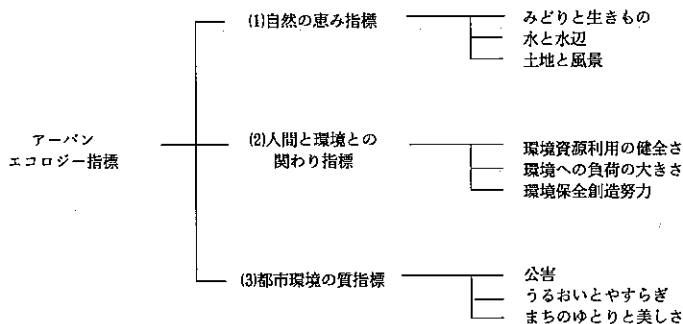 (1)自然の恵み指標
みどりと生きもの
水と水辺
土地と風景
アーバン
エコロジー指標
(2)人間と環境との
関わり指標
環境資源利用の健全さ
環境への負荷の大きさ
環境保全創造努力
(3)都市環境の質指標
公害
うるおいとやすらぎ
まちのゆとりと美しさ